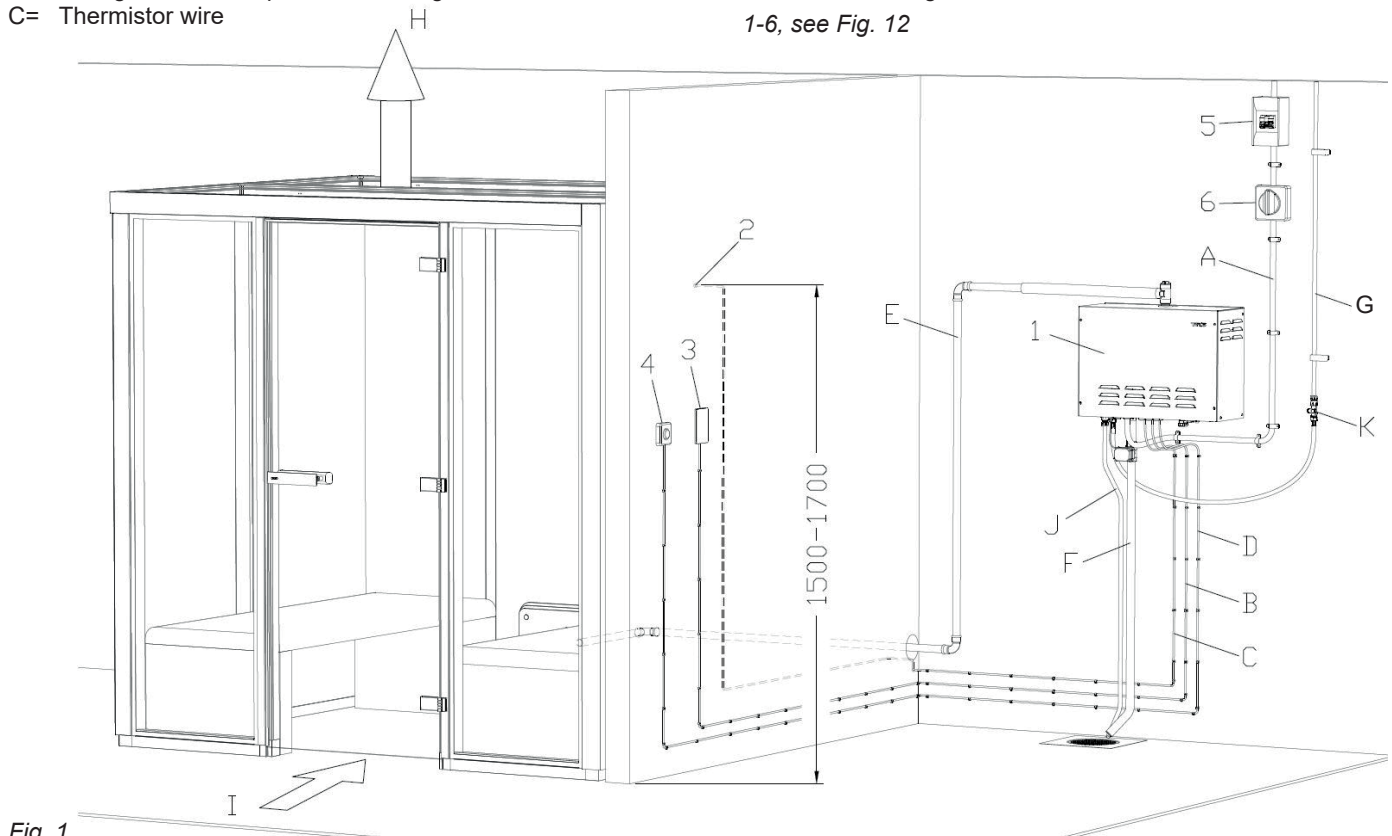 C= Thermistor wire
1-6, see Fig. 12
H
5
6
2
A
E
G
1
3
4
K
1500-1700
J
D
F
B
C
I
Fig. 1